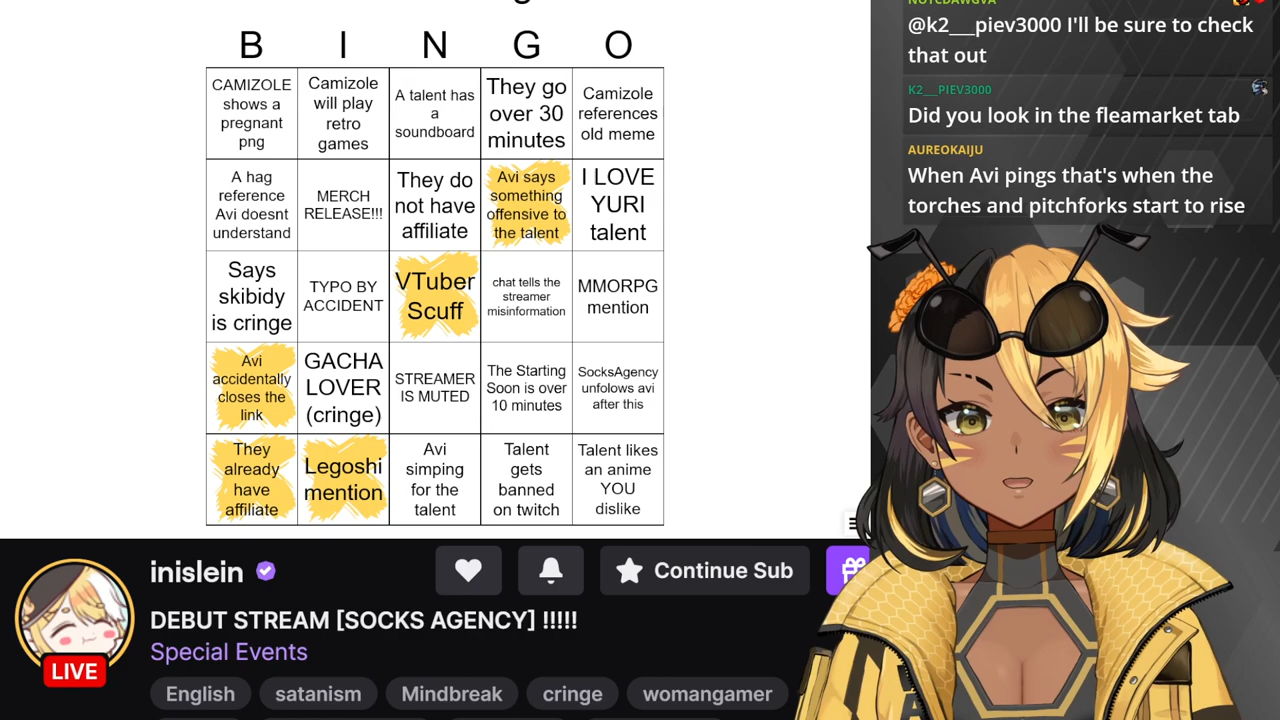 B I N G O
CAMIZOLE
shows a
pregnant
png
Camizole
will play
retro
games
A talent has
a
soundboard
They go
over 30
minutes
Camizole
references
old meme
A hag
reference
Avi doesnt
understand
MERCH
RELEASE!!!
They do
not have
affiliate
Avi says
something
offensive to
the talent
I LOVE
YURI
talent
Says
skibidy
is cringe
TYPO BY
ACCIDENT
VTuber
Scuff
chat tells the
streamer
misinformation
MMORPG
mention
Avi
accidentally
closes the
link
GACHA
LOVER
(cringe)
STREAMER
IS MUTED
The Starting
Soon is over
10 minutes
SocksAgency
unfolows avi
after this
They
already
have
affiliate
Legoshi
mention
Avi
simping
for the
talent
Talent
gets
banned
on twitch
Talent likes
an anime
YOU
dislike
NOTCDAWGVA
@k2__piev3000 I'll be sure to check
that out
K2__PIEV3000
Did you look in the fleamarket tab
AUREOKAIJU
When Avi pings that's when the
torches and pitchforks start to rise
inislein
Continue Sub
DEBUT STREAM [SOCKS AGENCY] !!!!!
Special Events
LIVE
English satanism Mindbreak cringe womangamer